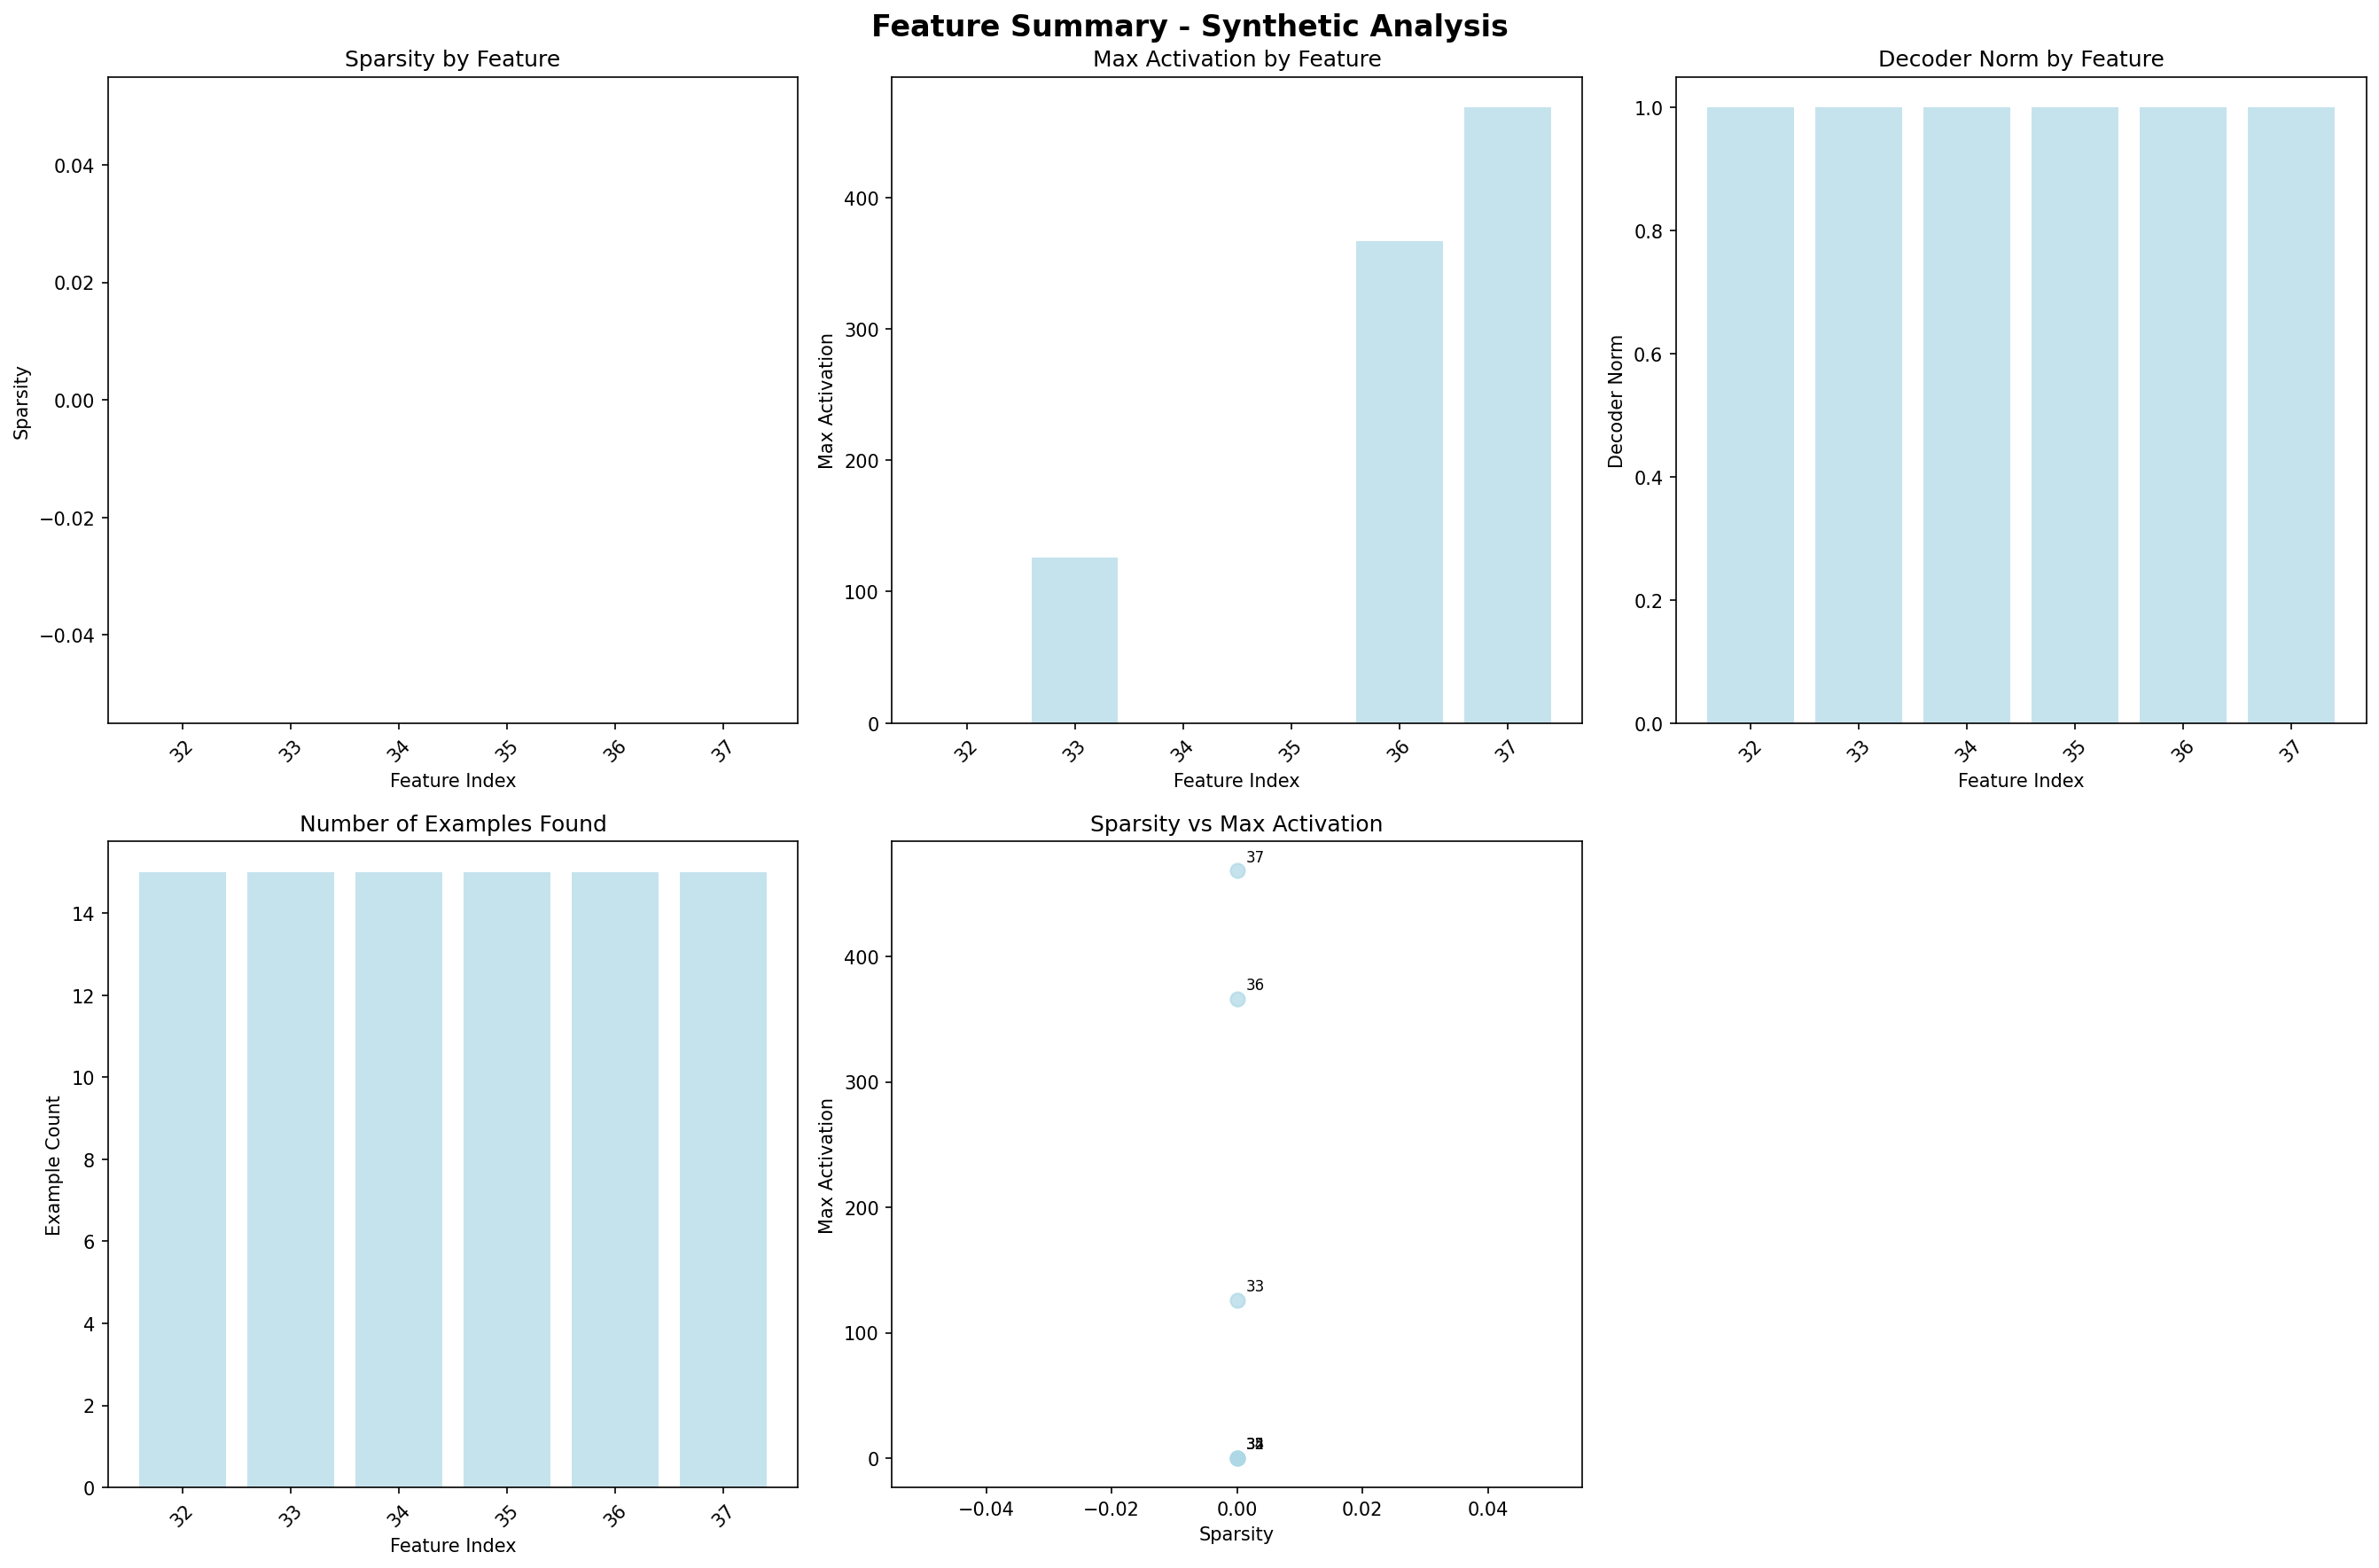 Feature Summary - Synthetic Analysis
Sparsity by Feature
0.04
0.02
0.00
−0.02
−0.04
Sparsity
32 33 34 35 36 37
Feature Index
Max Activation by Feature
400
300
200
100
0
Max Activation
32 33 34 35 36 37
Feature Index
Decoder Norm by Feature
1.0
0.8
0.6
0.4
0.2
0.0
Decoder Norm
32 33 34 35 36 37
Feature Index
Number of Examples Found
14
12
10
8
6
4
2
0
Example Count
32 33 34 35 36 37
Feature Index
Sparsity vs Max Activation
400
300
200
100
0
Max Activation
37
36
33
−0.04 −0.02 0.00 0.02 0.04
Sparsity